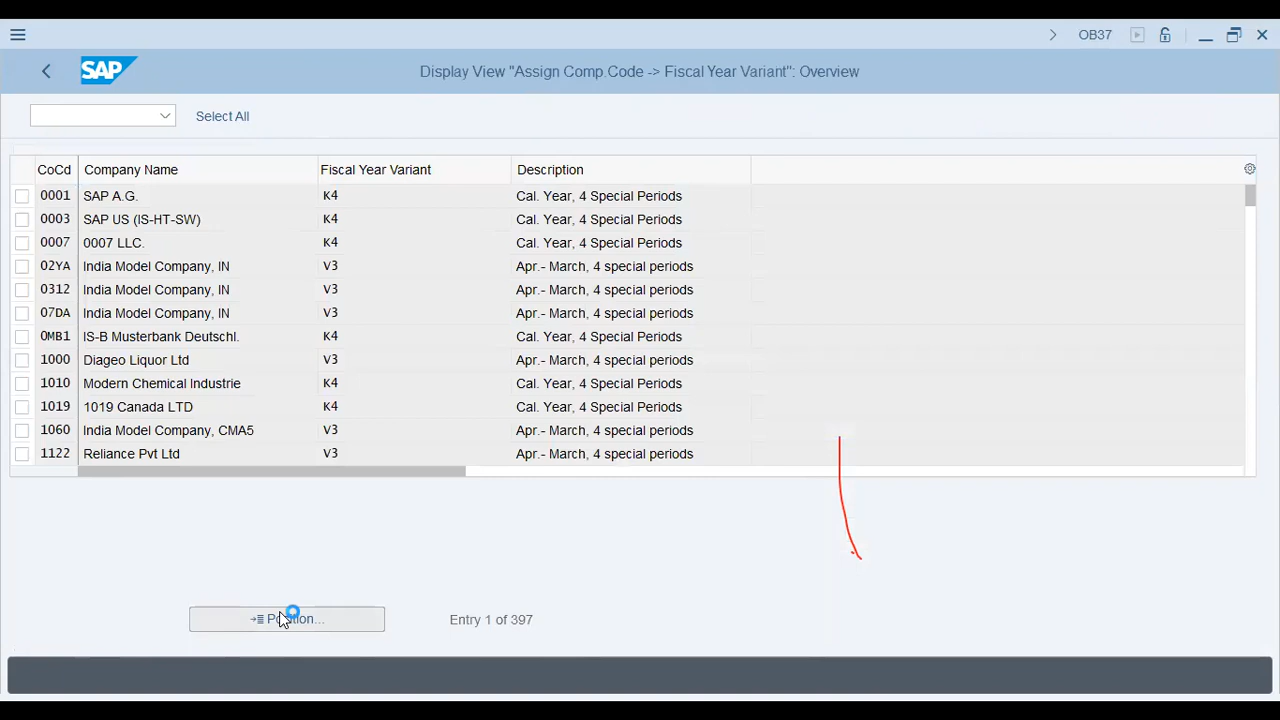 OB37
SAP Display View "Assign Comp.Code -> Fiscal Year Variant": Overview
Select All
CoCd Company Name Fiscal Year Variant Description
0001 SAP A.G. K4 Cal. Year, 4 Special Periods
0003 SAP US (IS-HT-SW) K4 Cal. Year, 4 Special Periods
0007 0007 LLC. K4 Cal. Year, 4 Special Periods
02YA India Model Company, IN V3 Apr.- March, 4 special periods
0312 India Model Company, IN V3 Apr.- March, 4 special periods
07DA India Model Company, IN V3 Apr.- March, 4 special periods
0MB1 IS-B Musterbank Deutschl. K4 Cal. Year, 4 Special Periods
1000 Diageo Liquor Ltd V3 Apr.- March, 4 special periods
1010 Modern Chemical Industrie K4 Cal. Year, 4 Special Periods
1019 1019 Canada LTD K4 Cal. Year, 4 Special Periods
1060 India Model Company, CMA5 V3 Apr.- March, 4 special periods
1122 Reliance Pvt Ltd V3 Apr.- March, 4 special periods
Position... Entry 1 of 397